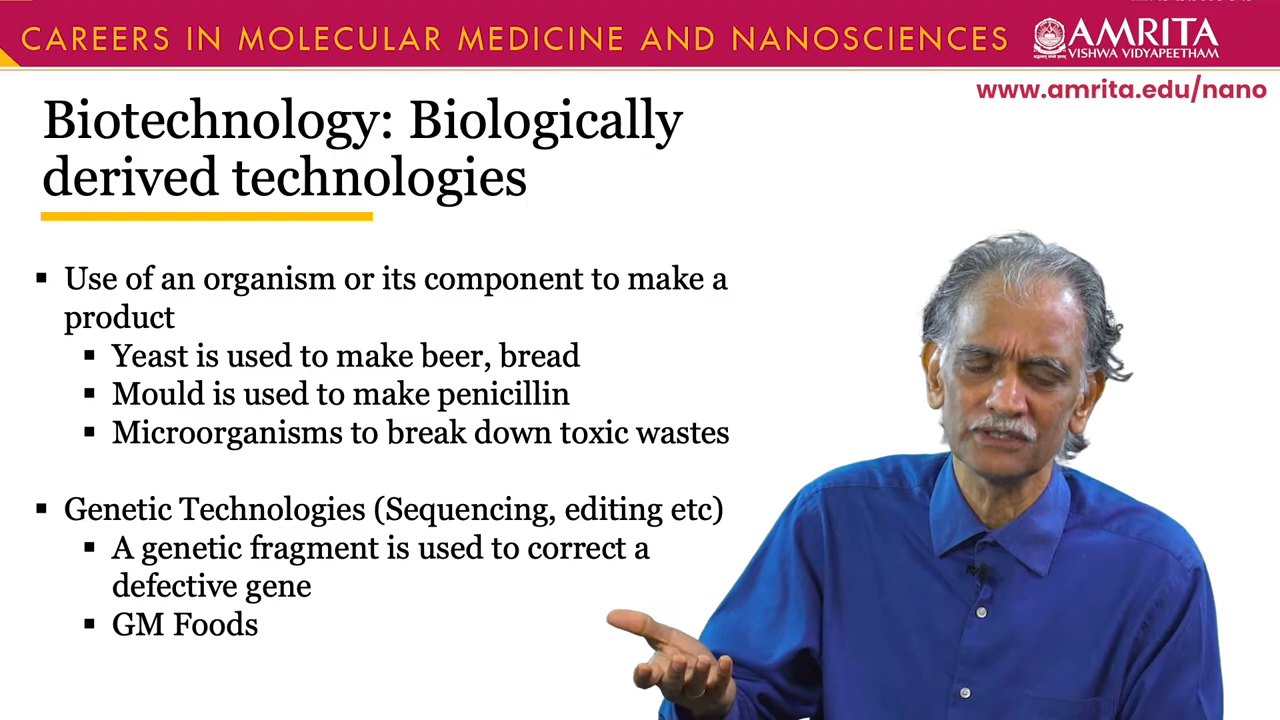 CAREERS IN MOLECULAR MEDICINE AND NANOSCIENCES
AMRITA
VISHWA VIDYAPEETHAM
www.amrita.edu/nano
Biotechnology: Biologically
derived technologies
▪ Use of an organism or its component to make a
product
▪ Yeast is used to make beer, bread
▪ Mould is used to make penicillin
▪ Microorganisms to break down toxic wastes
▪ Genetic Technologies (Sequencing, editing etc)
▪ A genetic fragment is used to correct a
defective gene
▪ GM Foods